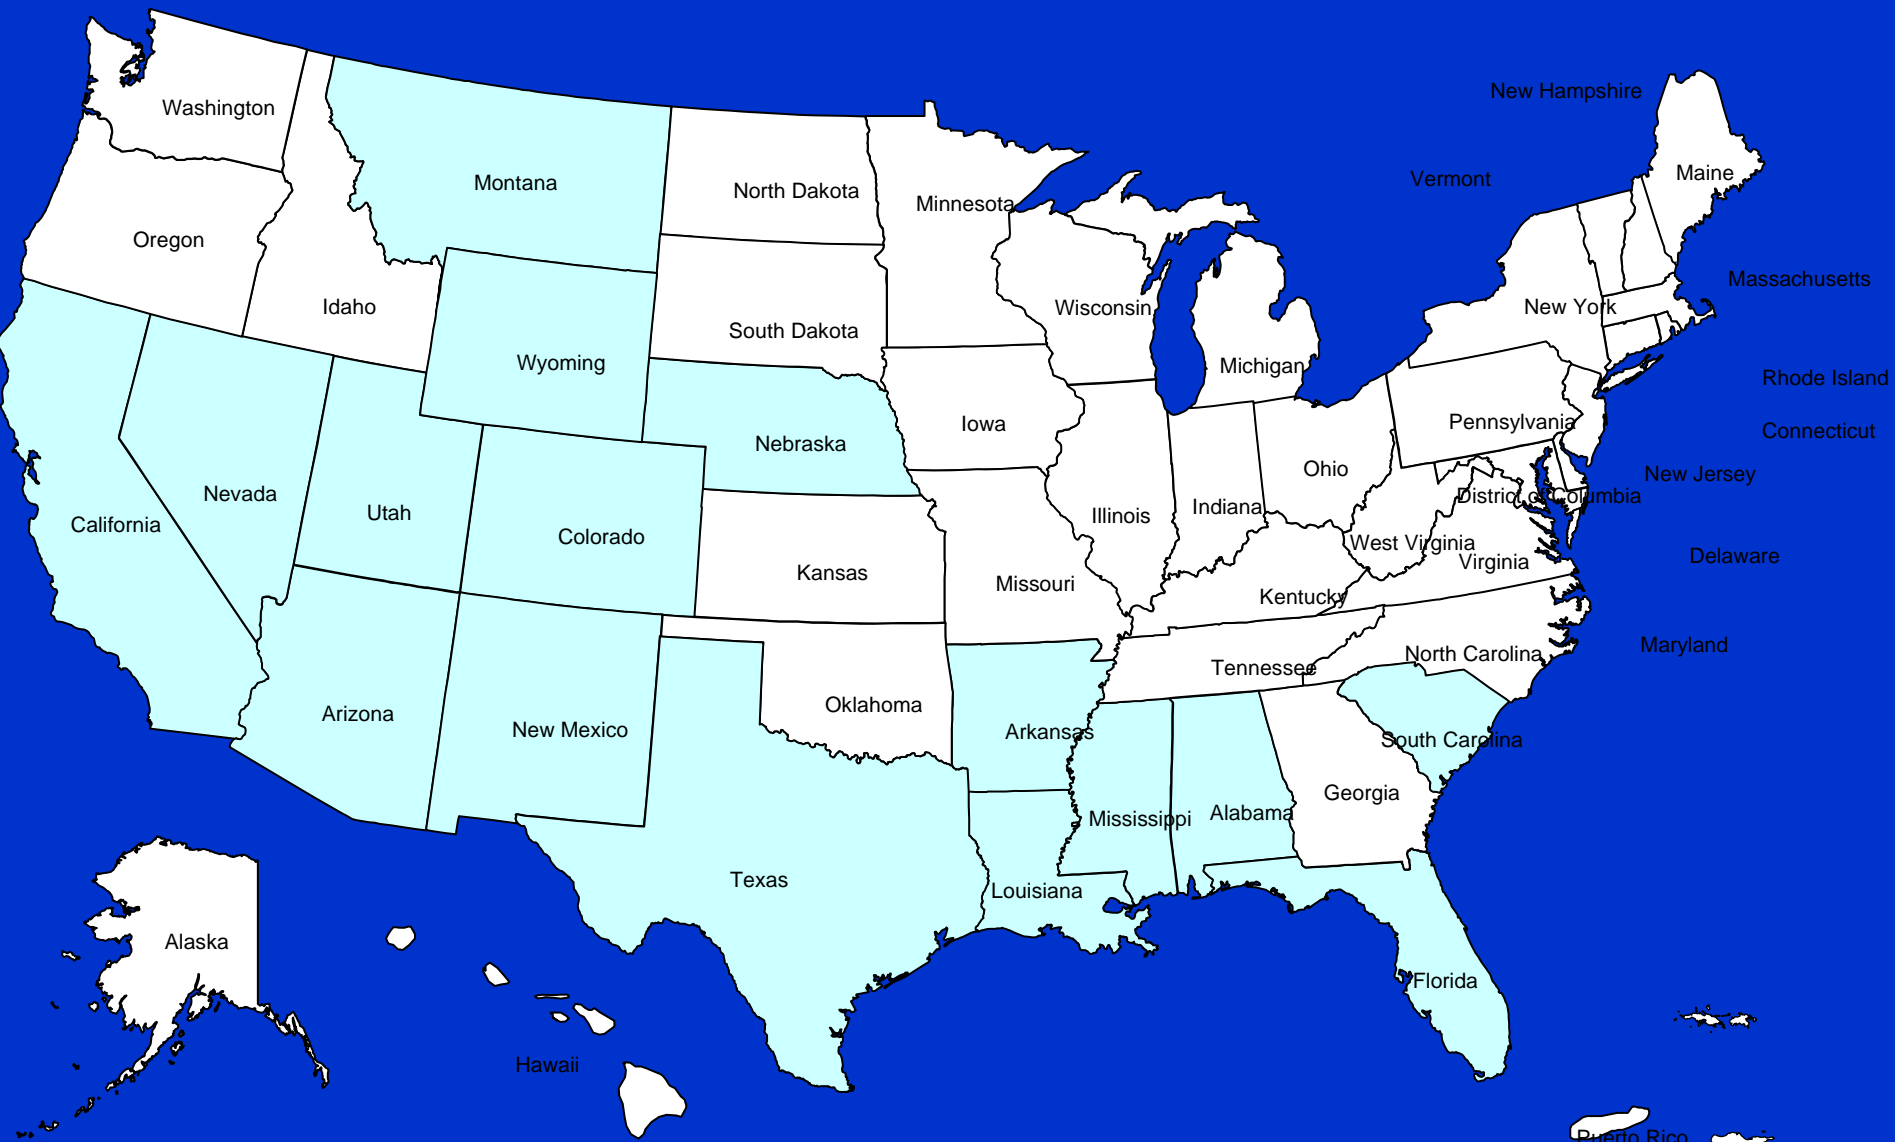 New Hampshire
Washington
Maine
Vermont
Montana
North Dakota
Minnesota
Oregon
Massachusetts
Idaho
New York
Wisconsin
South Dakota
Wyoming
Michigan
Rhode Island
Pennsylvania
Iowa
Connecticut
Nebraska
Ohio
New Jersey
Nevada
District of Columbia
Indiana
Utah
Illinois
California
Colorado
West Virginia
Delaware
Virginia
Kansas
Missouri
Kentucky
Maryland
North Carolina
Tennessee
Oklahoma
Arizona
New Mexico
Arkansas
South Carolina
Georgia
Alabama
Mississippi
Texas
Louisiana
Alaska
Florida
Hawaii
Puerto Rico